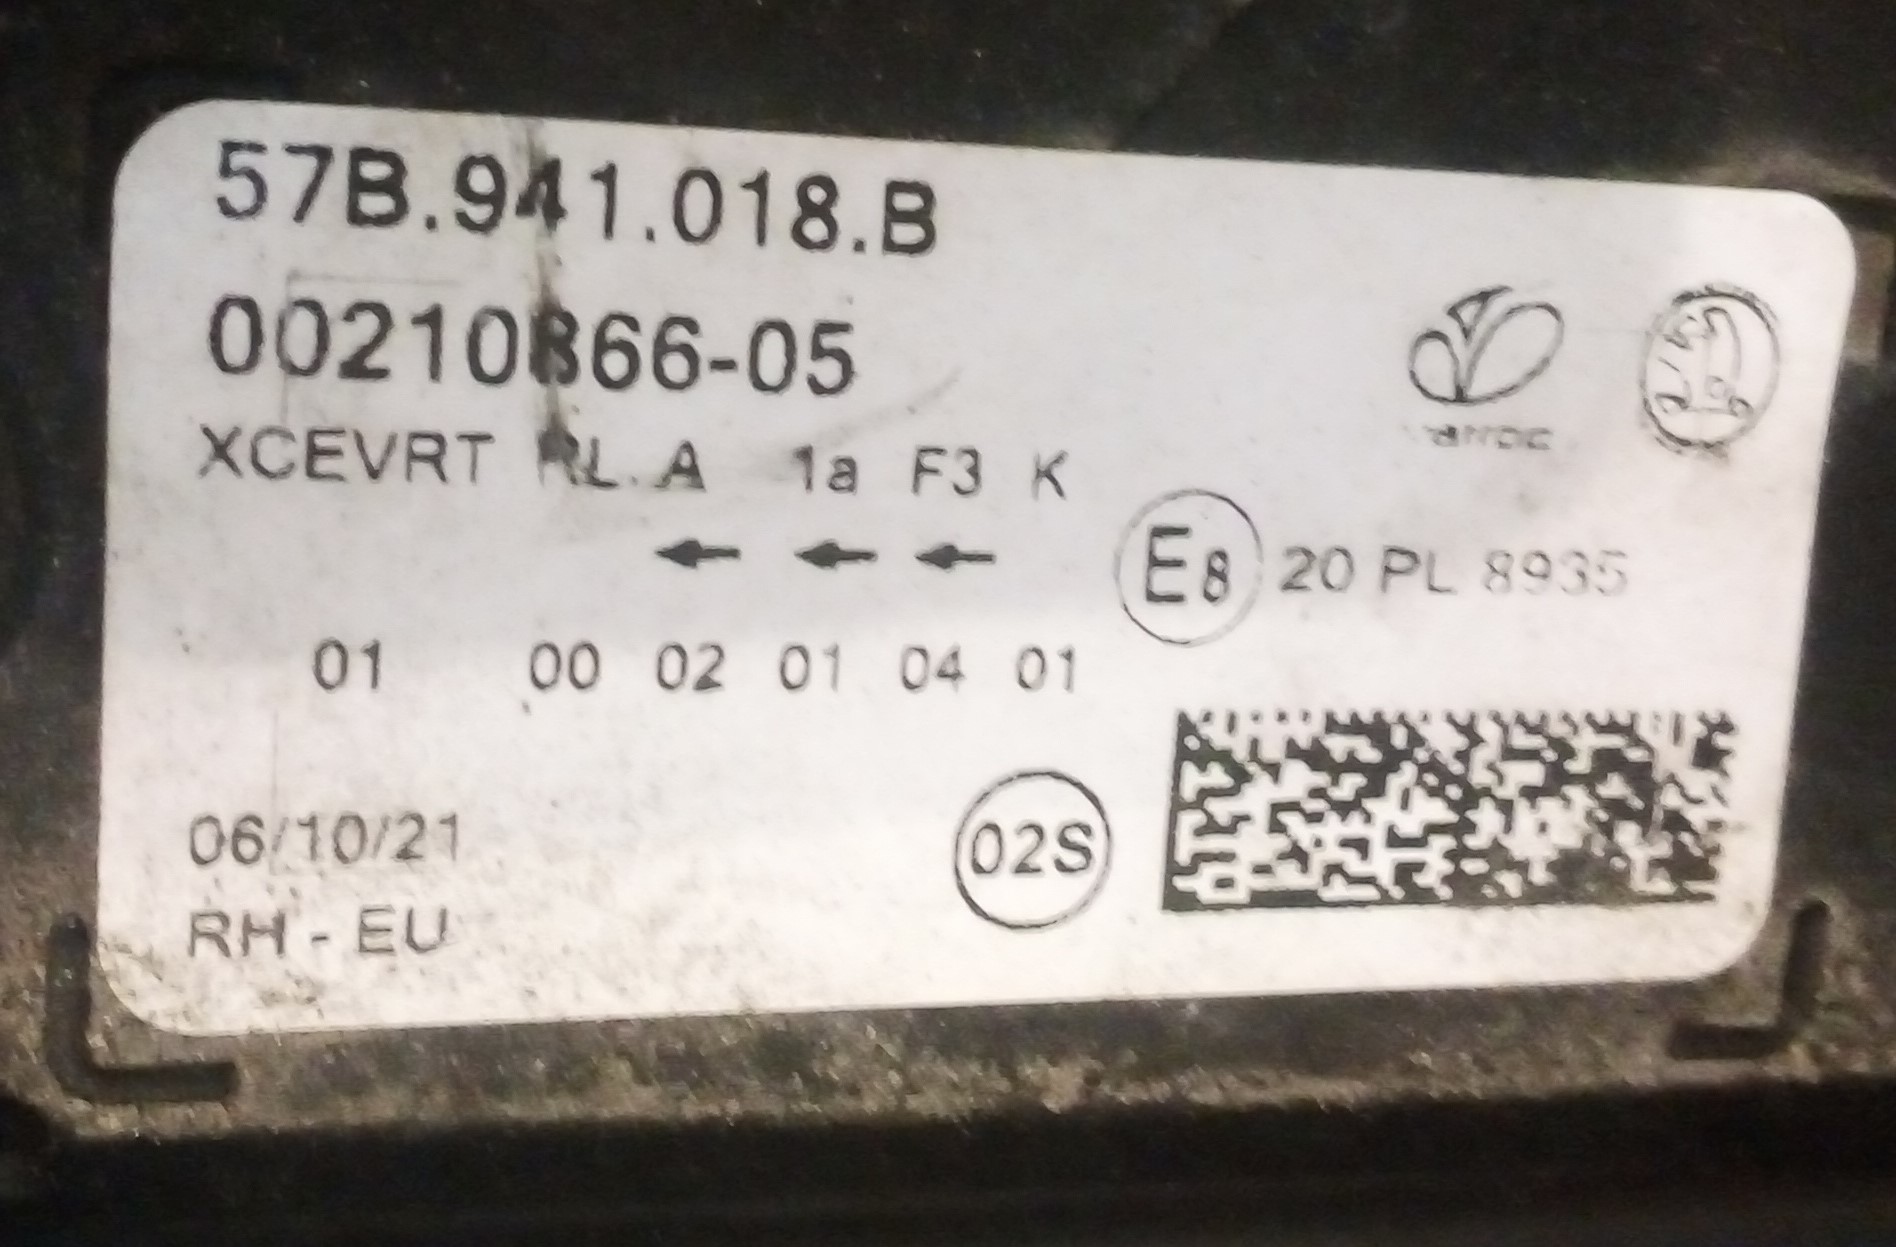 57B.941.018.B
00210866-05
XCEVRT RL. A 1a F3 K
← ← ←
E8 20 PL 8935
01 00 02 01 04 01
06/10/21
02S
RH - EU